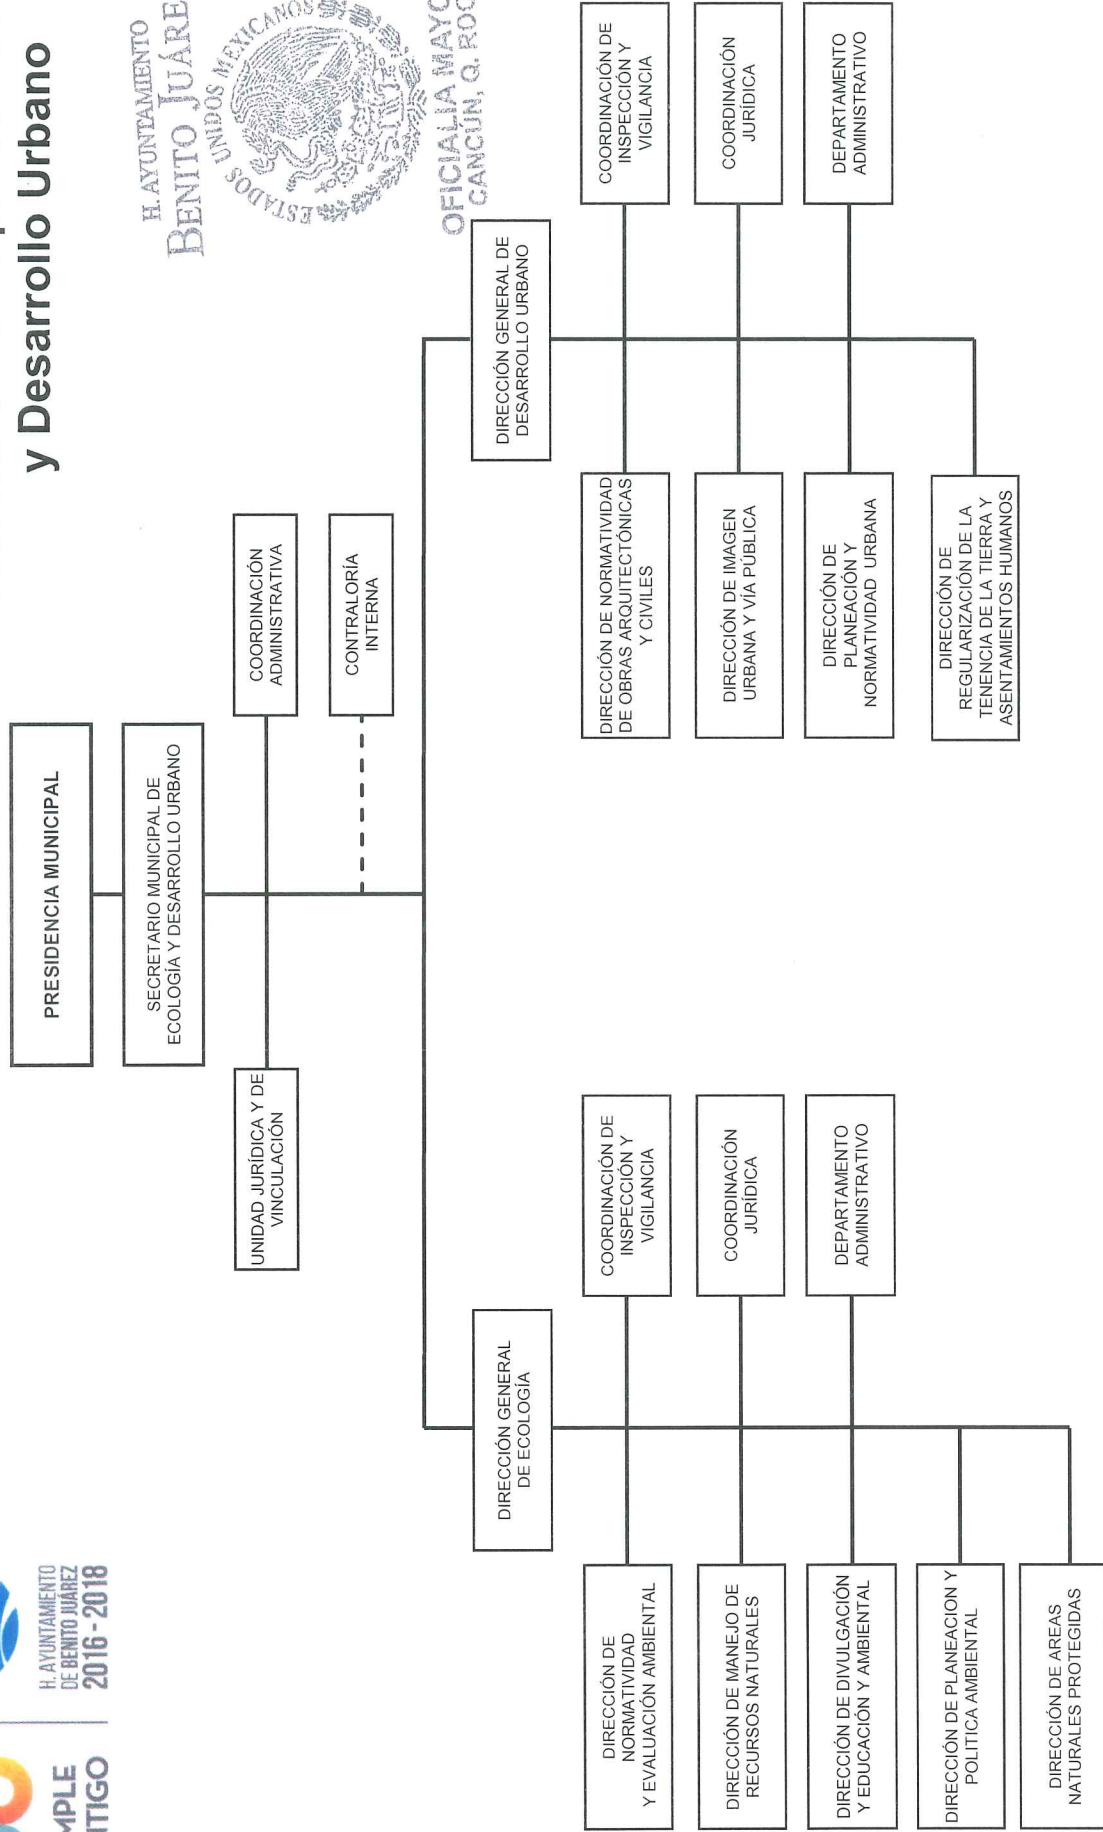 y Desarrollo Urbano
H. AYUNTAMIENTO
DE BENITO JUÁREZ
2016 - 2018
H. AYUNTAMIENTO
BENITO JUÁRE
ESTADOS UNIDOS MEXICANOS
OFICIALIA MAYO
CANCUN, Q. ROO
PRESIDENCIA MUNICIPAL
SECRETARIO MUNICIPAL DE
ECOLOGÍA Y DESARROLLO URBANO
UNIDAD JURÍDICA Y DE
VINCULACIÓN
COORDINACIÓN
ADMINISTRATIVA
CONTRALORÍA
INTERNA
DIRECCIÓN GENERAL
DE ECOLOGÍA
DIRECCIÓN DE
NORMATIVIDAD
Y EVALUACIÓN AMBIENTAL
COORDINACIÓN DE
INSPECCIÓN Y
VIGILANCIA
DIRECCIÓN DE MANEJO DE
RECURSOS NATURALES
COORDINACIÓN
JURÍDICA
DIRECCIÓN DE DIVULGACIÓN
Y EDUCACIÓN Y AMBIENTAL
DEPARTAMENTO
ADMINISTRATIVO
DIRECCIÓN DE PLANEACION Y
POLITICA AMBIENTAL
DIRECCIÓN DE AREAS
NATURALES PROTEGIDAS
DIRECCIÓN GENERAL DE
DESARROLLO URBANO
DIRECCIÓN DE NORMATIVIDAD
DE OBRAS ARQUITECTÓNICAS
Y CIVILES
COORDINACIÓN DE
INSPECCIÓN Y
VIGILANCIA
DIRECCIÓN DE IMAGEN
URBANA Y VÍA PÚBLICA
COORDINACIÓN
JURÍDICA
DIRECCIÓN DE
PLANEACIÓN Y
NORMATIVIDAD URBANA
DEPARTAMENTO
ADMINISTRATIVO
DIRECCIÓN DE
REGULARIZACIÓN DE LA
TENENCIA DE LA TIERRA Y
ASENTAMIENTOS HUMANOS